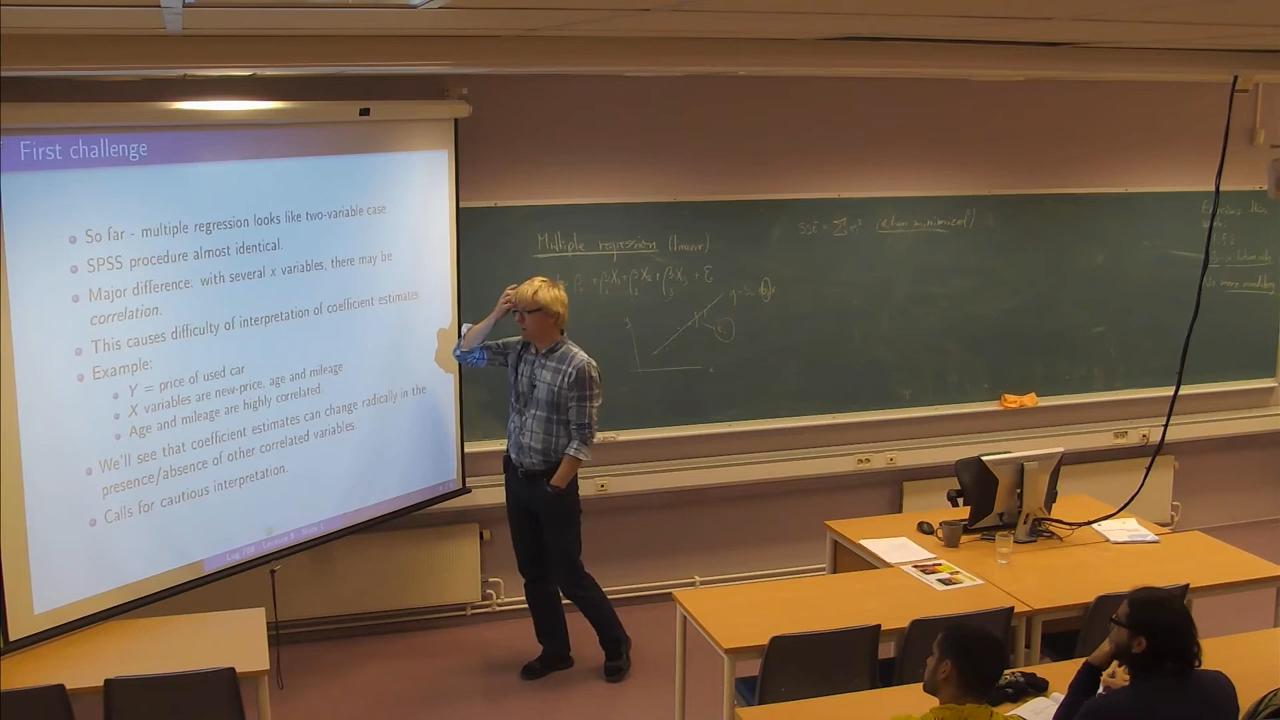 First challenge
So far - multiple regression looks like two-variable case
SPSS procedure almost identical.
Major difference: with several x variables, there may be
correlation.
This causes difficulty of interpretation of coefficient estimates
Example:
Y = price of used car
X variables are new-price, age and mileage
Age and mileage are highly correlated.
We'll see that coefficient estimates can change radically in the
presence/absence of other correlated variables.
Calls for cautious interpretation.
Multiple regression (linear)
SSE =